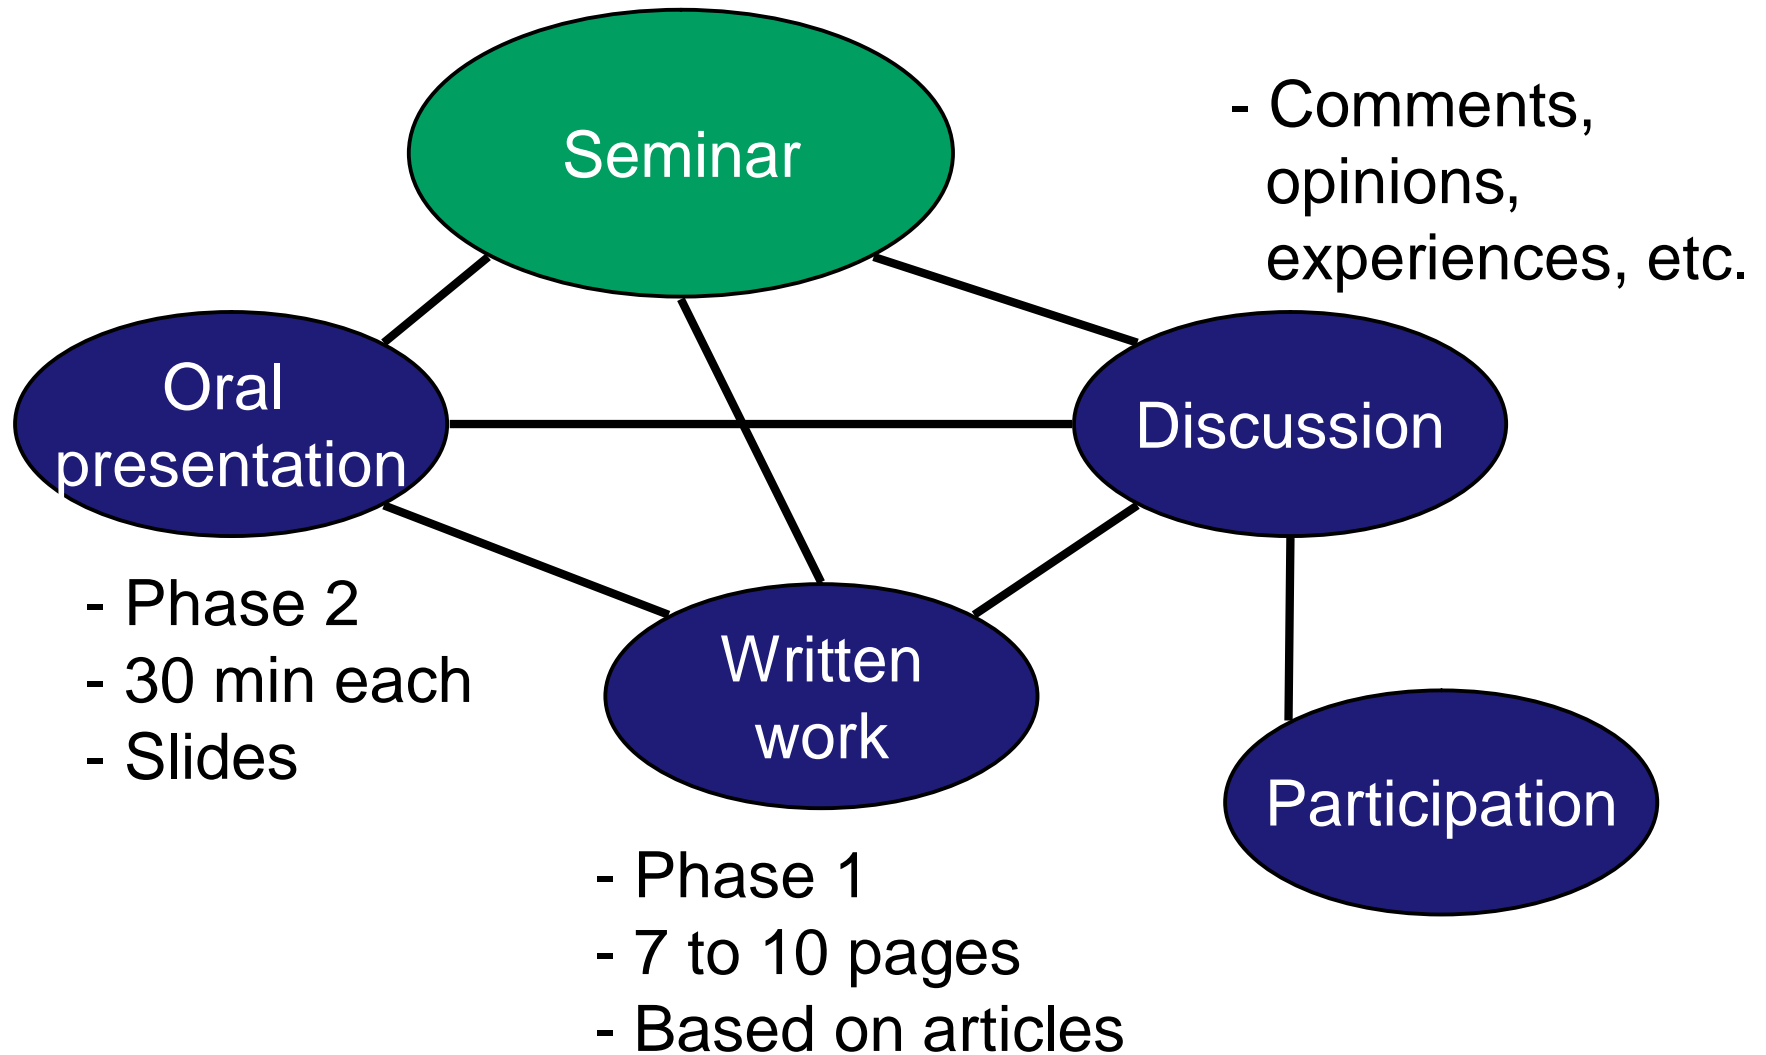 Seminar
- Comments,
opinions,
experiences, etc.
Oral
presentation
Discussion
- Phase 2
- 30 min each
- Slides
Written
work
Participation
- Phase 1
- 7 to 10 pages
- Based on articles